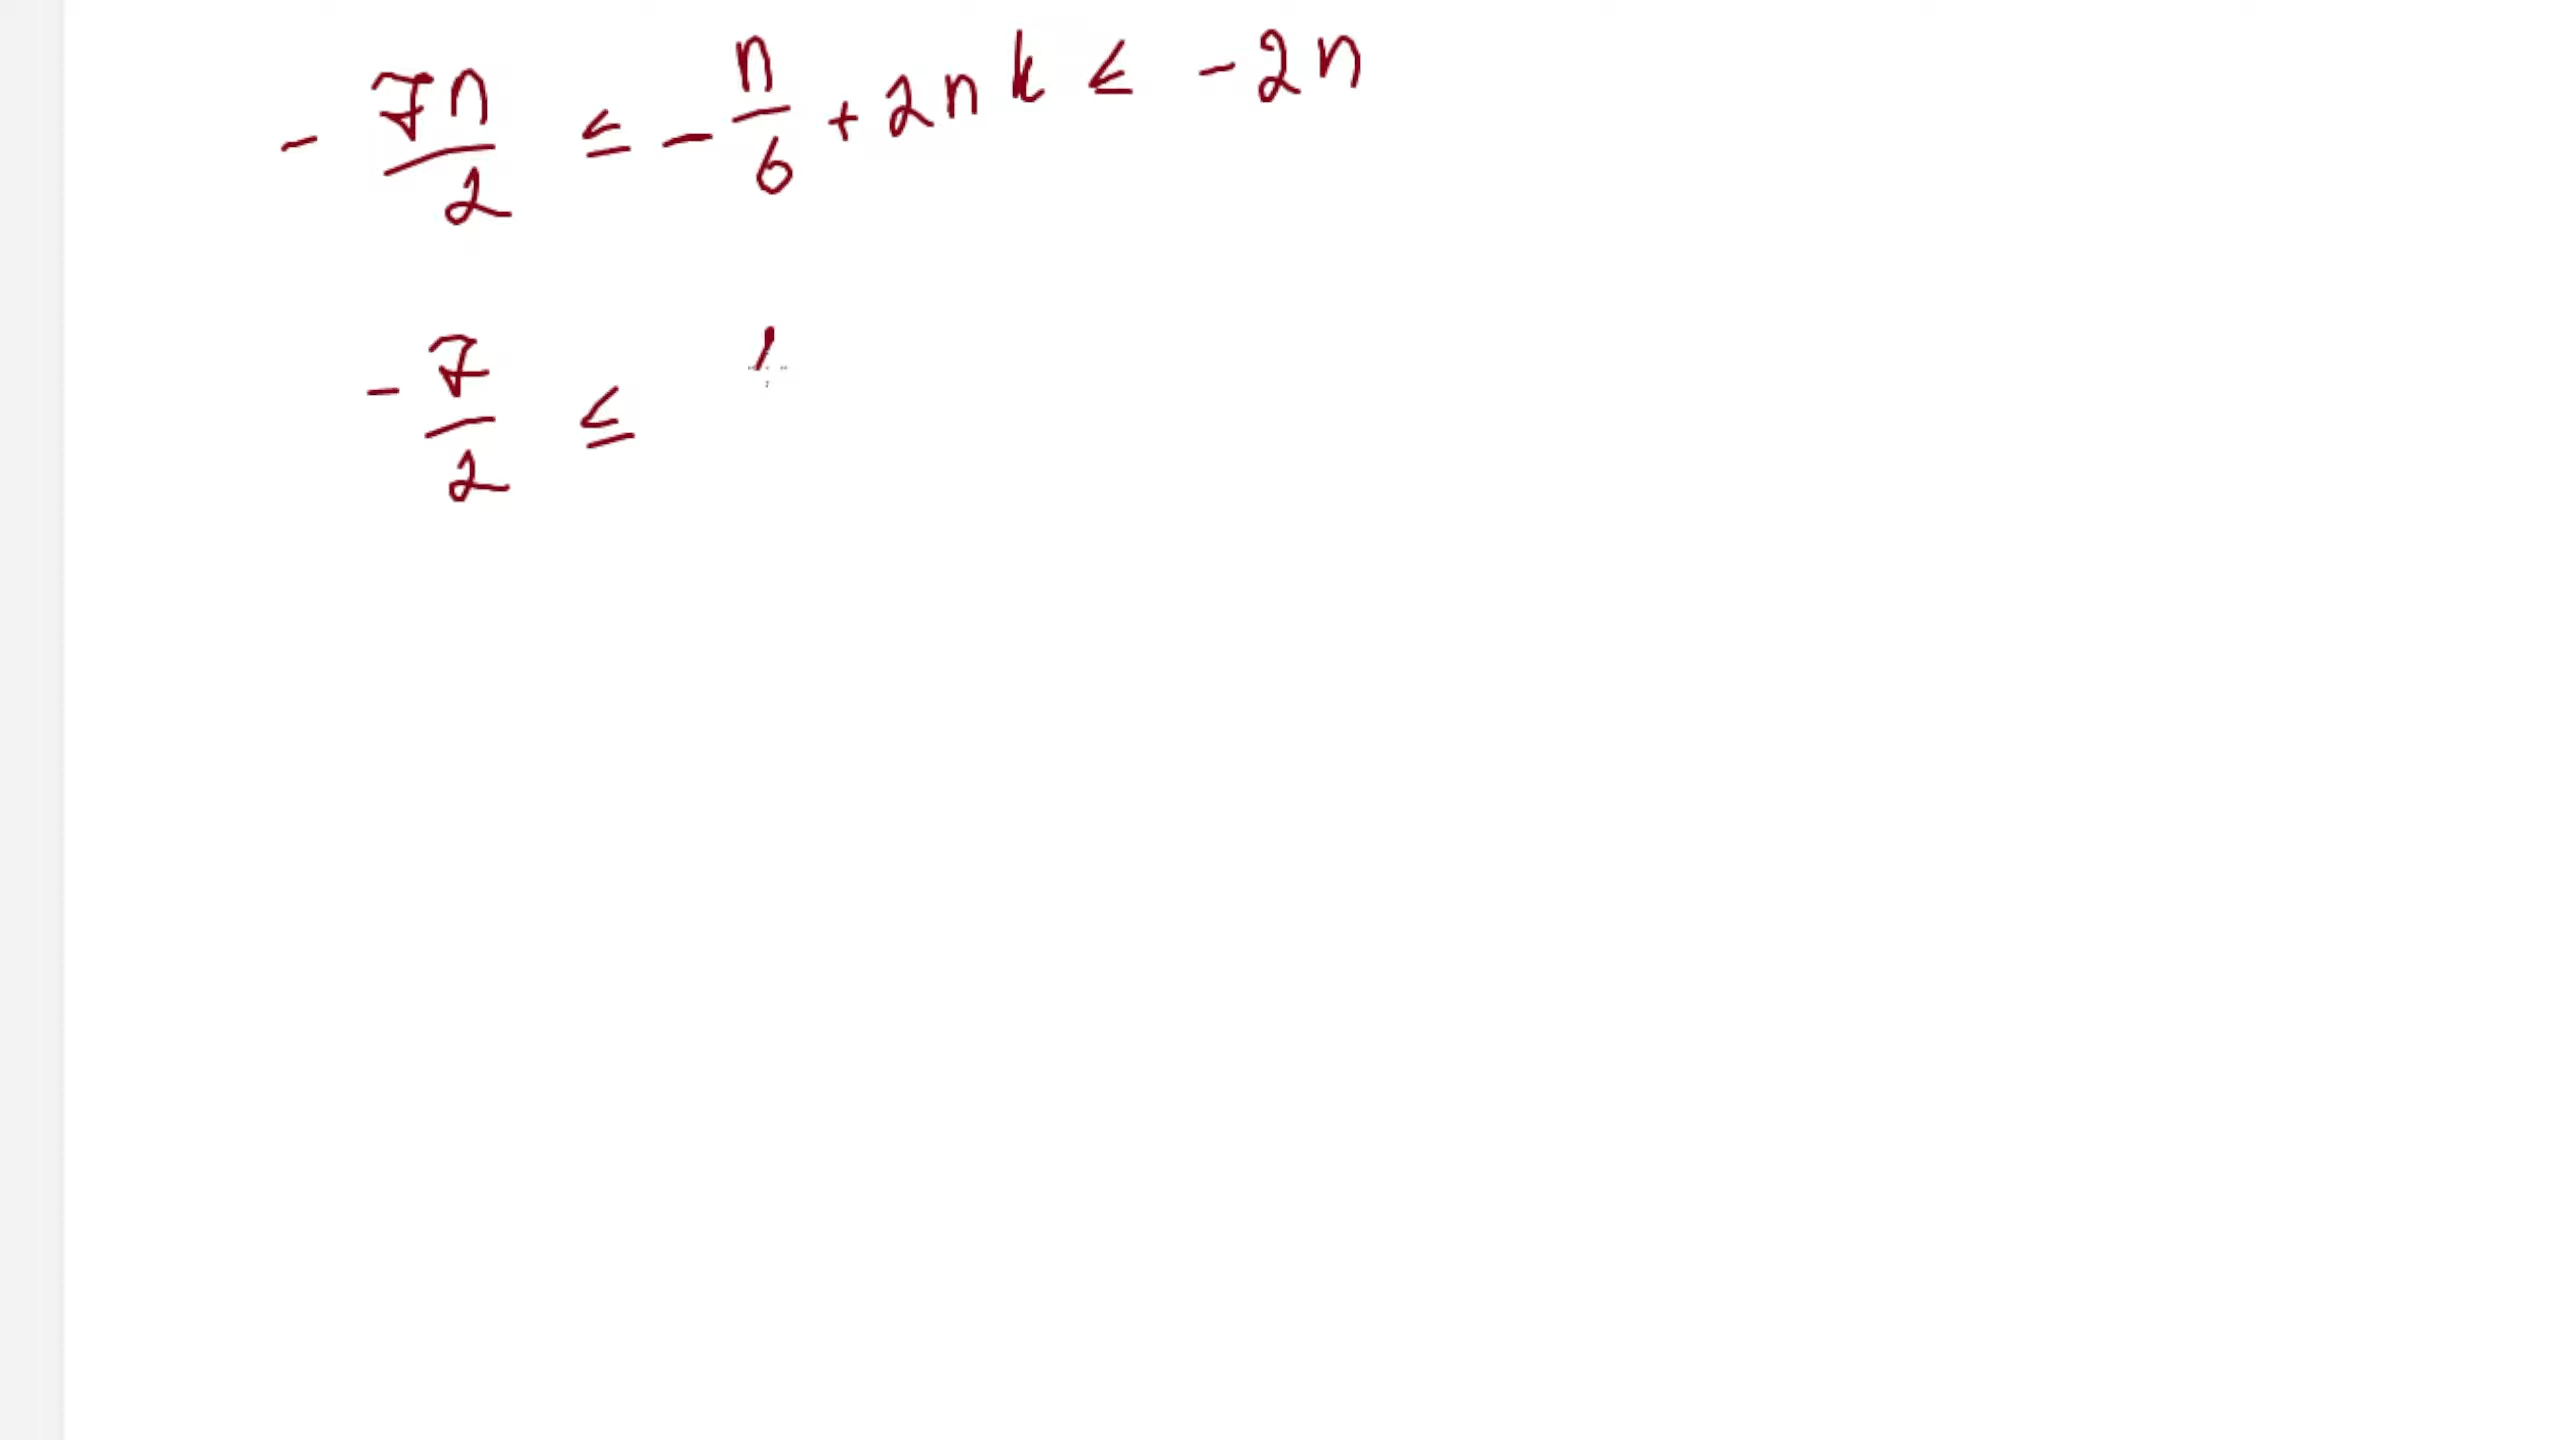 - 7n/2 ≤ - n/6 + 2nk ≤ -2n
- 7/2 ≤